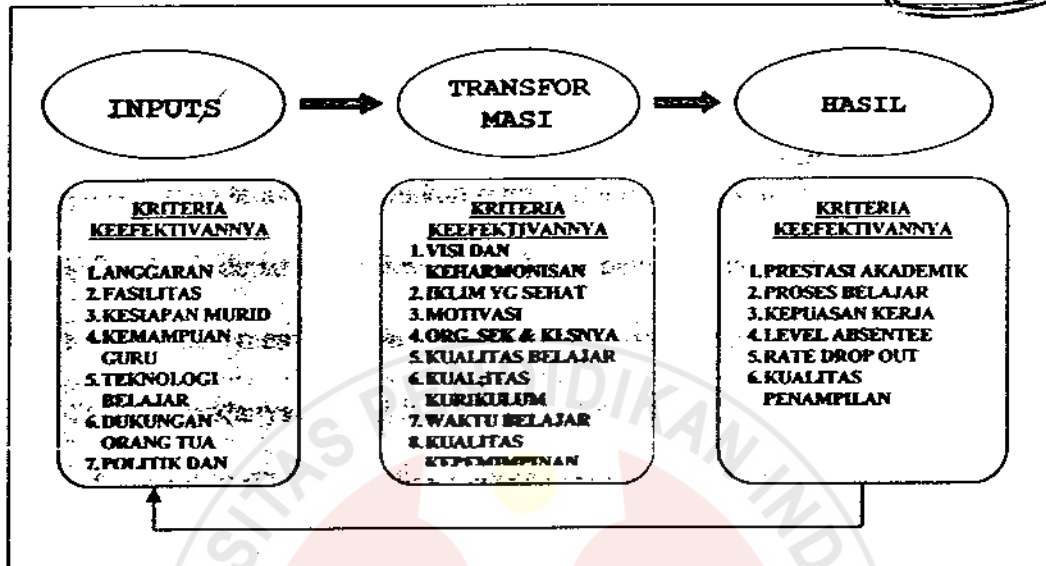 INPUTS
TRANSFOR
MASI
HASIL
KRITERIA
KEEFEKTIVANNYA
1.ANGGARAN
2.FASILITAS
3.KESIAPAN MURID
4.KEMAMPUAN
GURU
5.TEKNOLOGI
BELAJAR
6.DUKUNGAN
ORANG TUA
7.POLITIK DAN
KRITERIA
KEEFEKTIVANNYA
1.VISI DAN
KEHARMONISAN
2.IKLIM YG SEHAT
3.MOTIVASI
4.ORG_SEK & KLSNYA
5.KUALITAS BELAJAR
6.KUALITAS
KURIKULUM
7.WAKTU BELAJAR
8.KUALITAS
KEPEMIMPINAN
KRITERIA
KEEFEKTIVANNYA
1.PRESTASI AKADEMIK
2.PROSES BELAJAR
3.KEPUASAN KERJA
4.LEVEL ABSENTEE
5.RATE DROP OUT
6.KUALITAS
PENAMPILAN
PENDIDIKAN